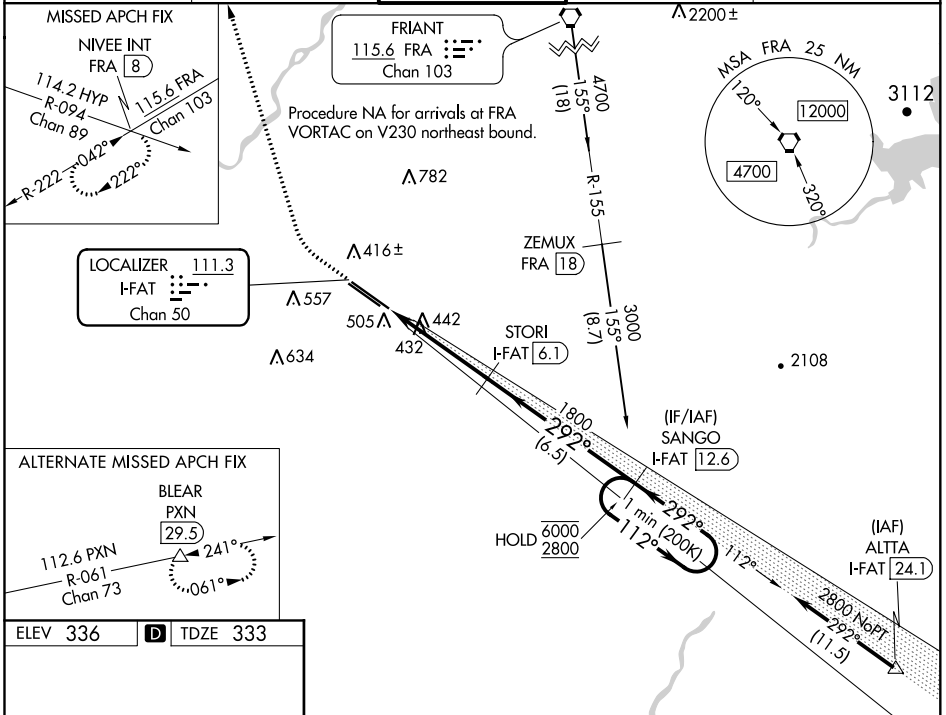 MISSED APCH FIX
NIVEE INT
FRA 8
114.2 HYP
R-094
Chan 89
115.6 FRA
Chan 103
R-222
042°
222°
FRIANT
115.6 FRA
Chan 103
4700
155°
(18)
R-155
2200±
Procedure NA for arrivals at FRA
VORTAC on V230 northeast bound.
MSA FRA 25 NM
120°
12000
4700
320°
3112
782
ZEMUX
FRA 18
3000
155°
(8.7)
LOCALIZER 111.3
I-FAT
Chan 50
416±
557
505
442
432
634
STORI
I-FAT 6.1
2108
1800
292°
(6.5)
(IF/IAF)
SANGO
I-FAT 12.6
HOLD 6000
2800
1 min (200K)
292°
112°
112°
(IAF)
ALTTA
I-FAT 24.1
2800 NoPT
292°
(11.5)
ALTERNATE MISSED APCH FIX
BLEAR
PXN
29.5
112.6 PXN
R-061
Chan 73
241°
061°
ELEV 336 D TDZE 333